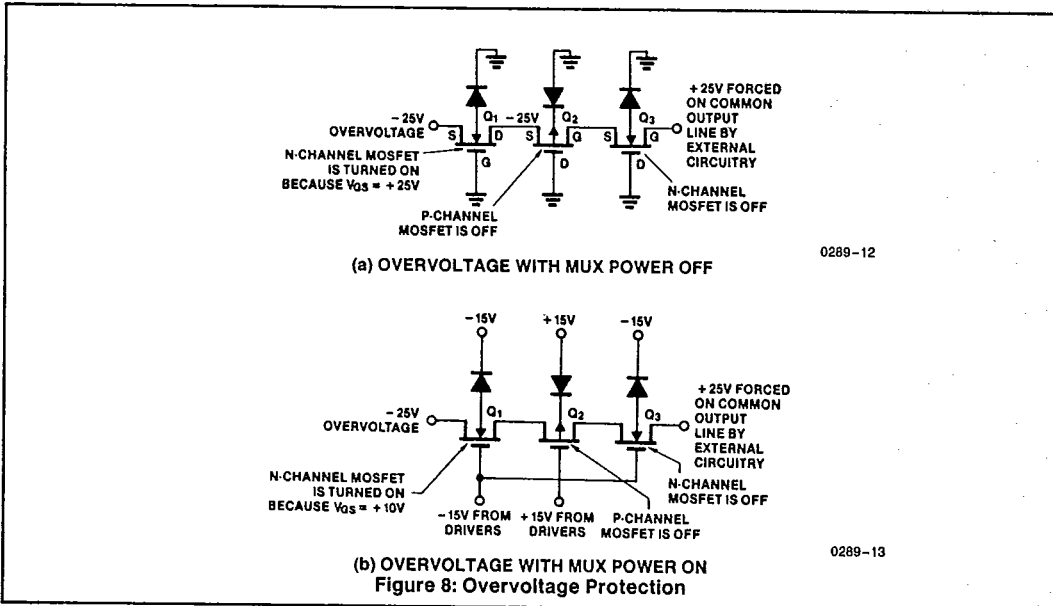 +25V FORCED
ON COMMON
OUTPUT
LINE BY
EXTERNAL
CIRCUITRY
-25V
OVERVOLTAGE
Q1
-25V
Q2
Q3
S
D
G
S
G
D
S
G
D
N-CHANNEL MOSFET
IS TURNED ON
BECAUSE VGS = +25V
P-CHANNEL
MOSFET IS OFF
N-CHANNEL
MOSFET IS OFF
(a) OVERVOLTAGE WITH MUX POWER OFF
0289-12
-15V
+15V
-15V
+25V FORCED
ON COMMON
OUTPUT
LINE BY
EXTERNAL
CIRCUITRY
-25V
OVERVOLTAGE
Q1
Q2
Q3
N-CHANNEL MOSFET
IS TURNED ON
BECAUSE VGS = +10V
-15V FROM
DRIVERS
+15V FROM
DRIVERS
P-CHANNEL
MOSFET IS OFF
N-CHANNEL
MOSFET IS OFF
(b) OVERVOLTAGE WITH MUX POWER ON
0289-13
Figure 8: Overvoltage Protection